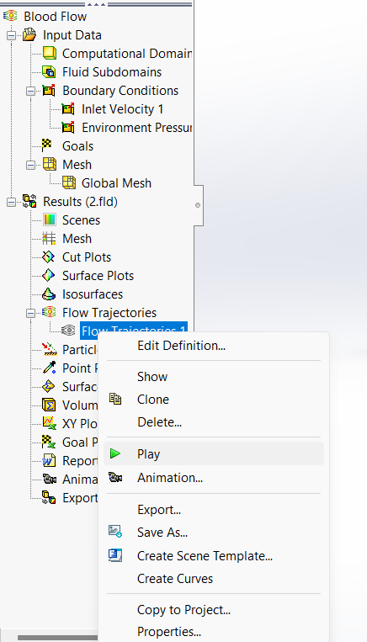 Blood Flow
Input Data
Computational Domain
Fluid Subdomains
Boundary Conditions
Inlet Velocity 1
Environment Pressu
Goals
Mesh
Global Mesh
Results (2.fld)
Scenes
Mesh
Cut Plots
Surface Plots
Isosurfaces
Flow Trajectories
Flow Trajectories 1
Particl
Point P
Surfac
Volum
XY Plo
Goal P
Report
Anima
Export
Edit Definition...
Show
Clone
Delete...
Play
Animation...
Export...
Save As...
Create Scene Template...
Create Curves
Copy to Project...
Properties...